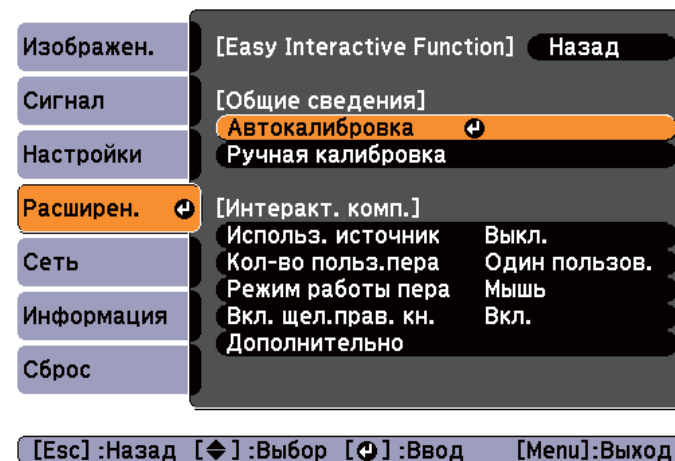 Изображен.
Сигнал
Настройки
Расширен.
Сеть
Информация
Сброс
[Easy Interactive Function] Назад
[Общие сведения]
Автокалибровка
Ручная калибровка
[Интеракт. комп.]
Использ. источник Выкл.
Кол-во польз.пера Один пользов.
Режим работы пера Мышь
Вкл. щел.прав. кн. Вкл.
Дополнительно
[Esc] :Назад [◆] :Выбор [⏎] :Ввод [Menu]:Выход